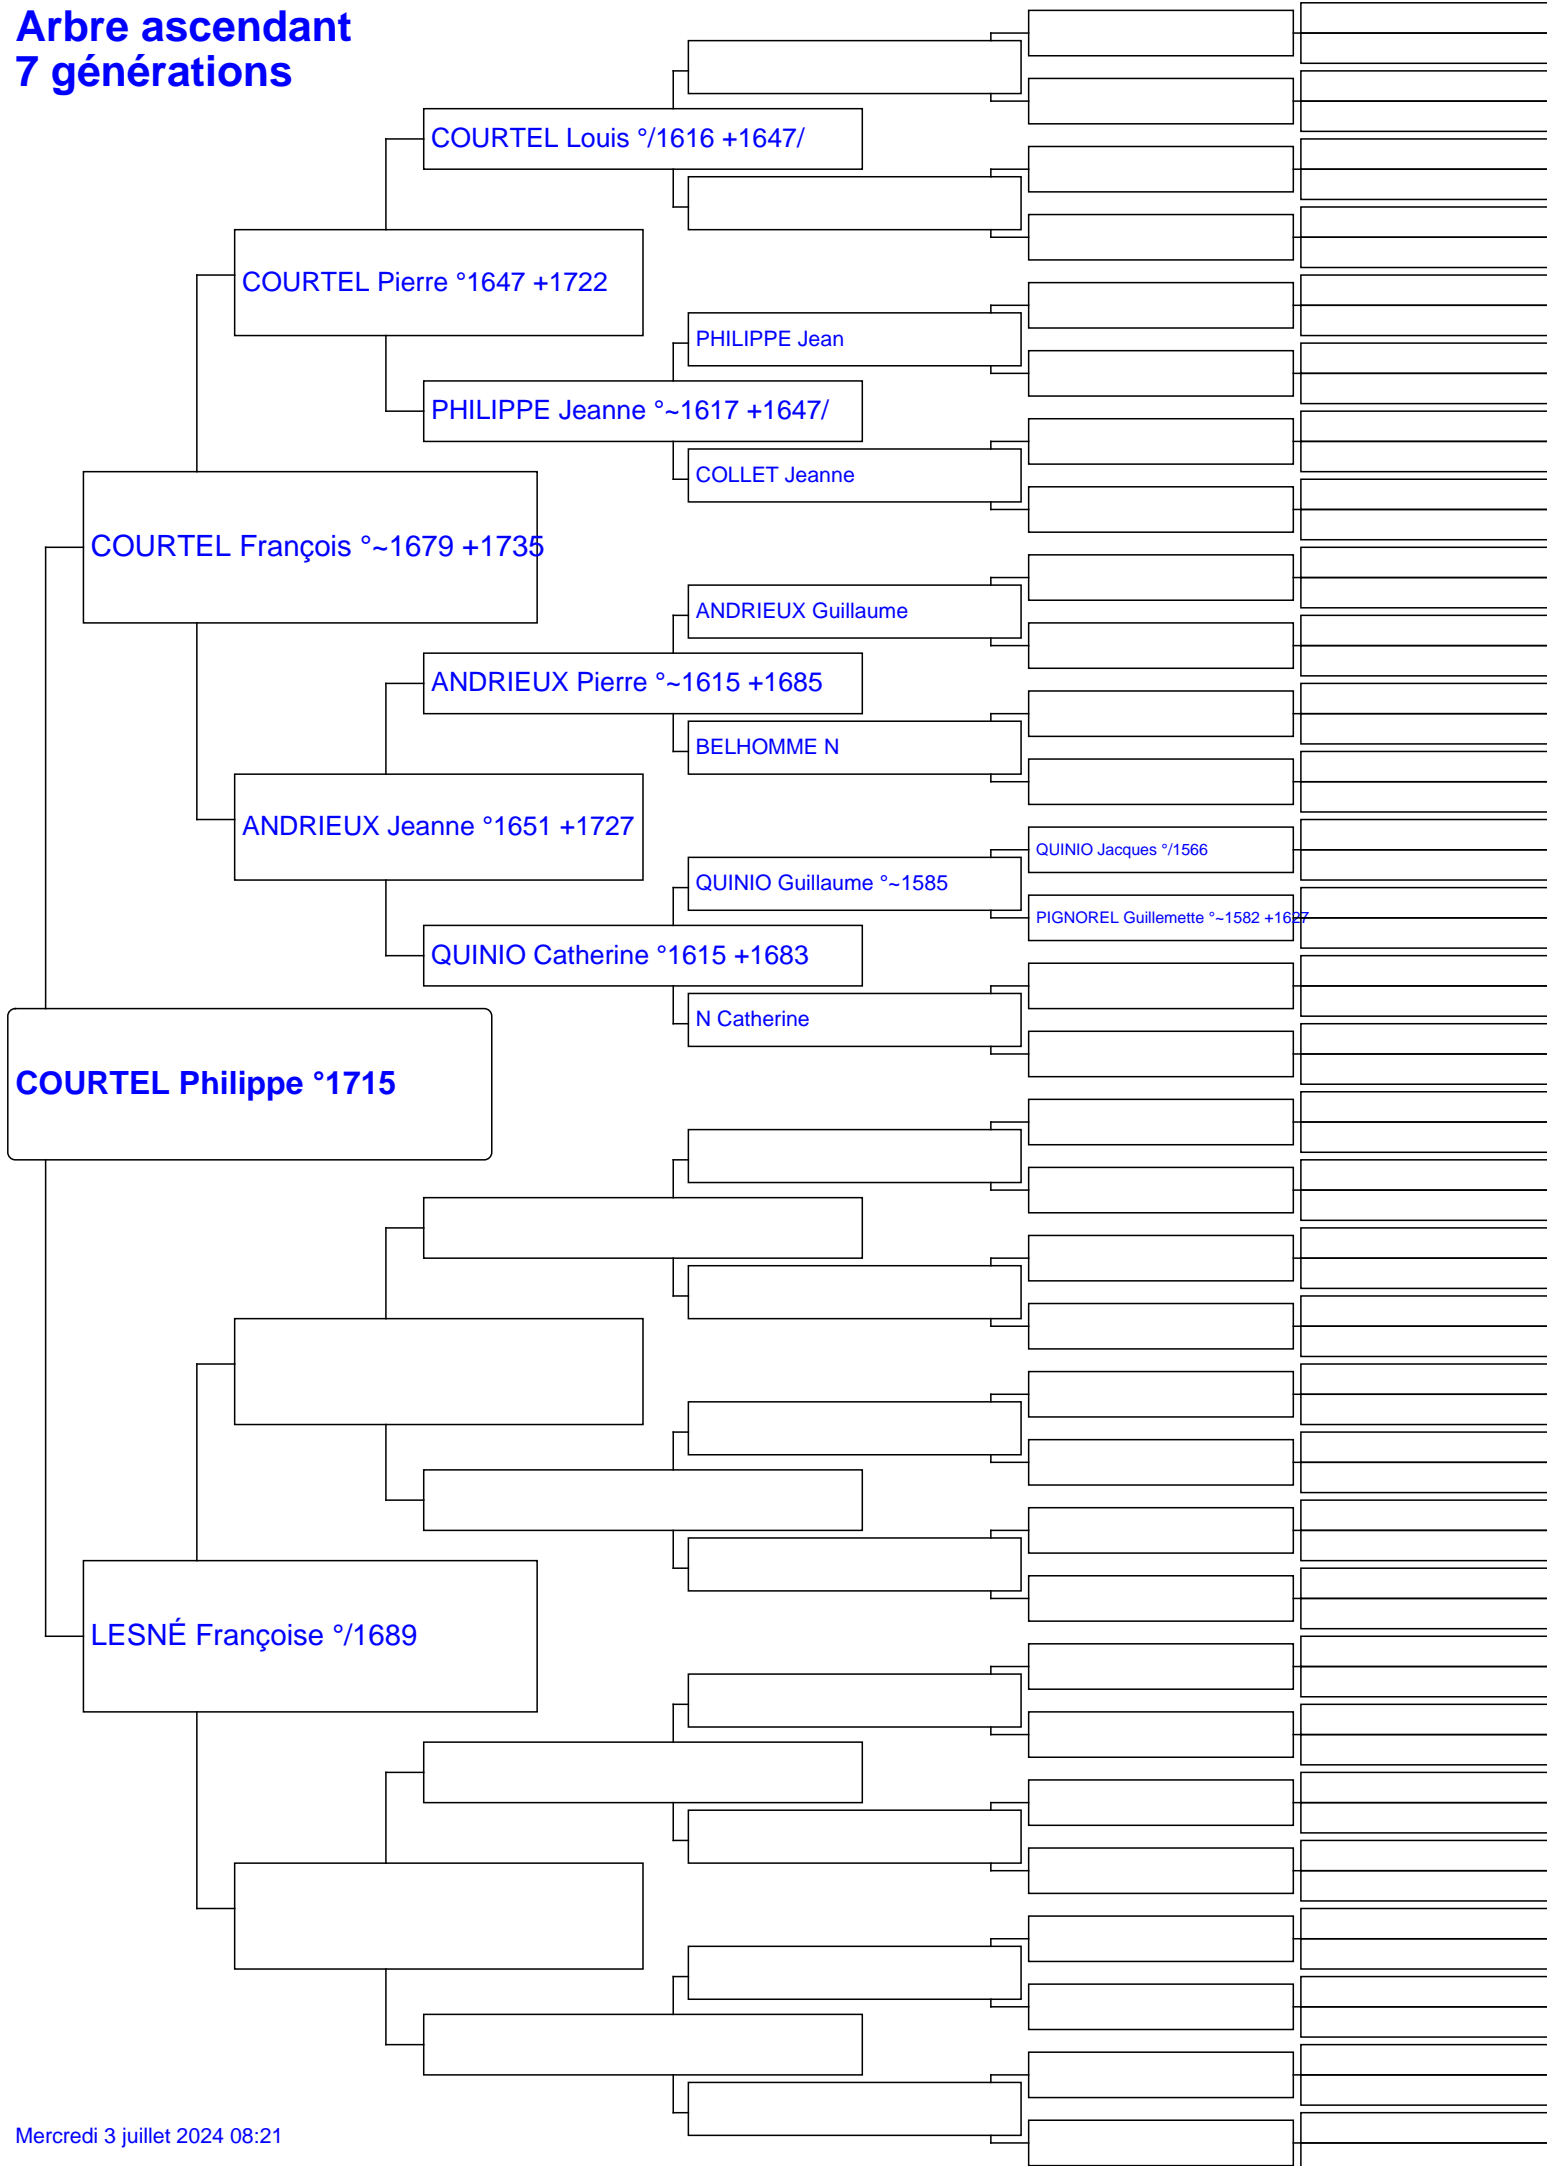 Arbre ascendant
7 générations
COURTEL Louis °/1616 +1647/
COURTEL Pierre °1647 +1722
PHILIPPE Jean
PHILIPPE Jeanne °~1617 +1647/
COLLET Jeanne
COURTEL François °~1679 +1735
ANDRIEUX Guillaume
ANDRIEUX Pierre °~1615 +1685
BELHOMME N
ANDRIEUX Jeanne °1651 +1727
QUINIO Jacques °/1566
QUINIO Guillaume °~1585
PIGNOREL Guillemette °~1582 +1627
QUINIO Catherine °1615 +1683
N Catherine
COURTEL Philippe °1715
LESNÉ Françoise °/1689
Mercredi 3 juillet 2024 08:21